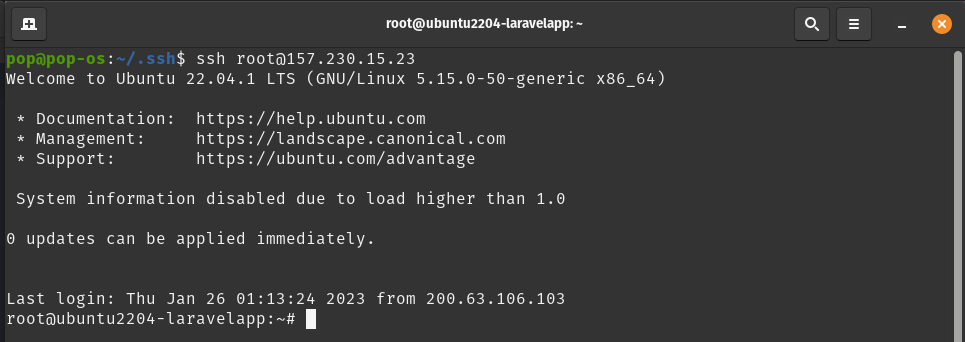 root@ubuntu2204-laravelapp: ~
pop@pop-os:~/.ssh$ ssh root@157.230.15.23
Welcome to Ubuntu 22.04.1 LTS (GNU/Linux 5.15.0-50-generic x86_64)
* Documentation:  https://help.ubuntu.com
* Management:     https://landscape.canonical.com
* Support:        https://ubuntu.com/advantage
System information disabled due to load higher than 1.0
0 updates can be applied immediately.
Last login: Thu Jan 26 01:13:24 2023 from 200.63.106.103
root@ubuntu2204-laravelapp:~#